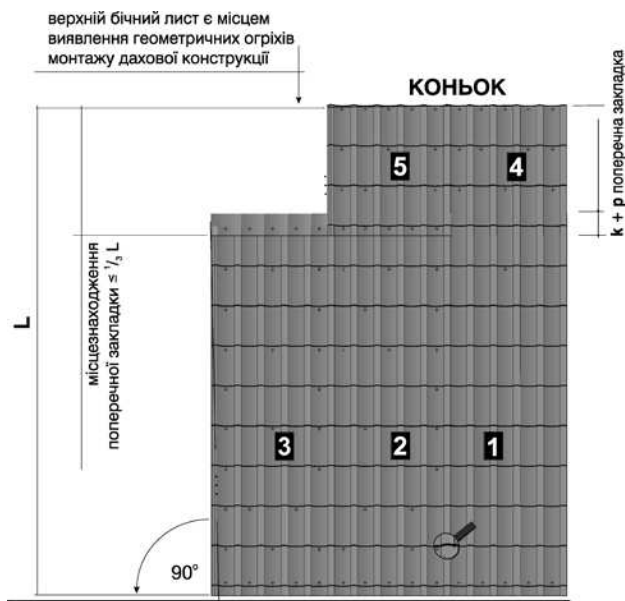 верхній бічний лист є місцем
виявлення геометричних огріхів
монтажу дахової конструкції
КОНЬОК
k + p поперечна закладка
5
4
L
місцезнаходження
поперечної закладки ≤ ¹/₃ L
3
2
1
90°